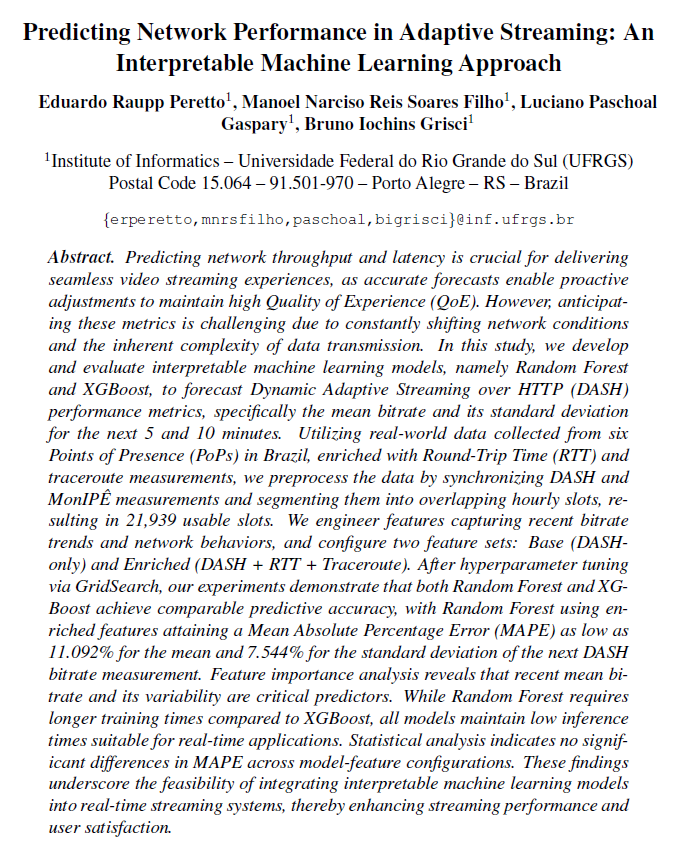 Predicting Network Performance in Adaptive Streaming: An
Interpretable Machine Learning Approach
Eduardo Raupp Peretto1, Manoel Narciso Reis Soares Filho1, Luciano Paschoal
Gaspary1, Bruno Iochins Grisci1
1Institute of Informatics – Universidade Federal do Rio Grande do Sul (UFRGS)
Postal Code 15.064 – 91.501-970 – Porto Alegre – RS – Brazil
{erperetto,mnrsfilho,paschoal,bigrisci}@inf.ufrgs.br
Abstract. Predicting network throughput and latency is crucial for delivering
seamless video streaming experiences, as accurate forecasts enable proactive
adjustments to maintain high Quality of Experience (QoE). However, anticipat-
ing these metrics is challenging due to constantly shifting network conditions
and the inherent complexity of data transmission. In this study, we develop
and evaluate interpretable machine learning models, namely Random Forest
and XGBoost, to forecast Dynamic Adaptive Streaming over HTTP (DASH)
performance metrics, specifically the mean bitrate and its standard deviation
for the next 5 and 10 minutes. Utilizing real-world data collected from six
Points of Presence (PoPs) in Brazil, enriched with Round-Trip Time (RTT) and
traceroute measurements, we preprocess the data by synchronizing DASH and
MonIPÊ measurements and segmenting them into overlapping hourly slots, re-
sulting in 21,939 usable slots. We engineer features capturing recent bitrate
trends and network behaviors, and configure two feature sets: Base (DASH-
only) and Enriched (DASH + RTT + Traceroute). After hyperparameter tuning
via GridSearch, our experiments demonstrate that both Random Forest and XG-
Boost achieve comparable predictive accuracy, with Random Forest using en-
riched features attaining a Mean Absolute Percentage Error (MAPE) as low as
11.092% for the mean and 7.544% for the standard deviation of the next DASH
bitrate measurement. Feature importance analysis reveals that recent mean bi-
trate and its variability are critical predictors. While Random Forest requires
longer training times compared to XGBoost, all models maintain low inference
times suitable for real-time applications. Statistical analysis indicates no signif-
icant differences in MAPE across model-feature configurations. These findings
underscore the feasibility of integrating interpretable machine learning models
into real-time streaming systems, thereby enhancing streaming performance and
user satisfaction.